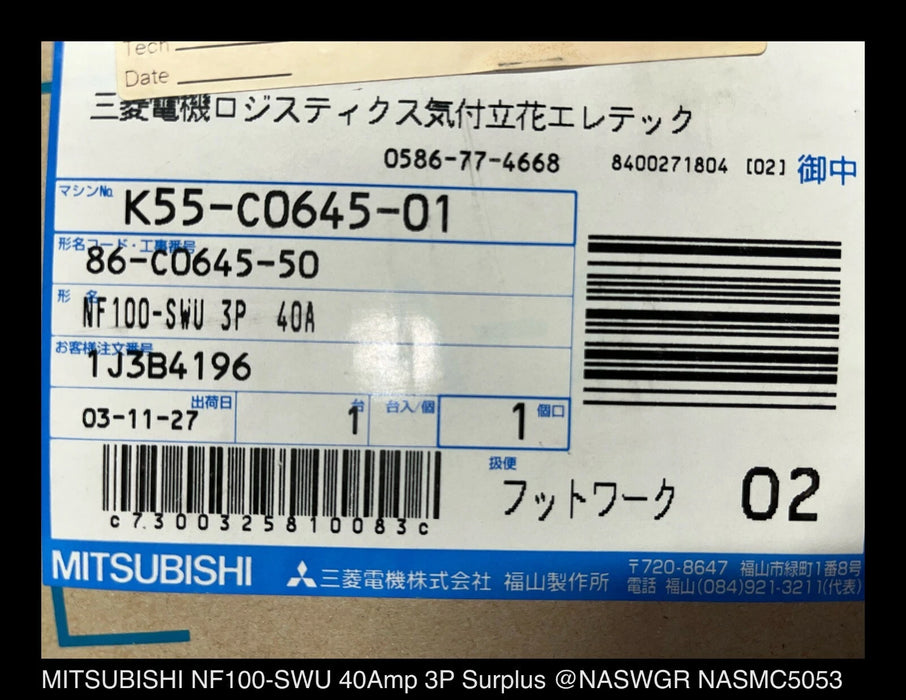 Tech
Date
三菱電機ロジスティクス気付立花エレテック
0586-77-4668 8400271804 [02] 御中
マシンNo. K55-C0645-01
形名コード・工事番号
86-C0645-50
形名
NF100-SWU 3P 40A
お客様注文番号
1J3B4196
出荷日 台 台入/個 個口
03-11-27 1 1
扱便
フットワーク 02
c7.300325810083c
MITSUBISHI 三菱電機株式会社 福山製作所 〒720-8647 福山市緑町1番8号
電話 福山(084)921-3211(代表)
MITSUBISHI NF100-SWU 40Amp 3P Surplus @NASWGR NASMC5053